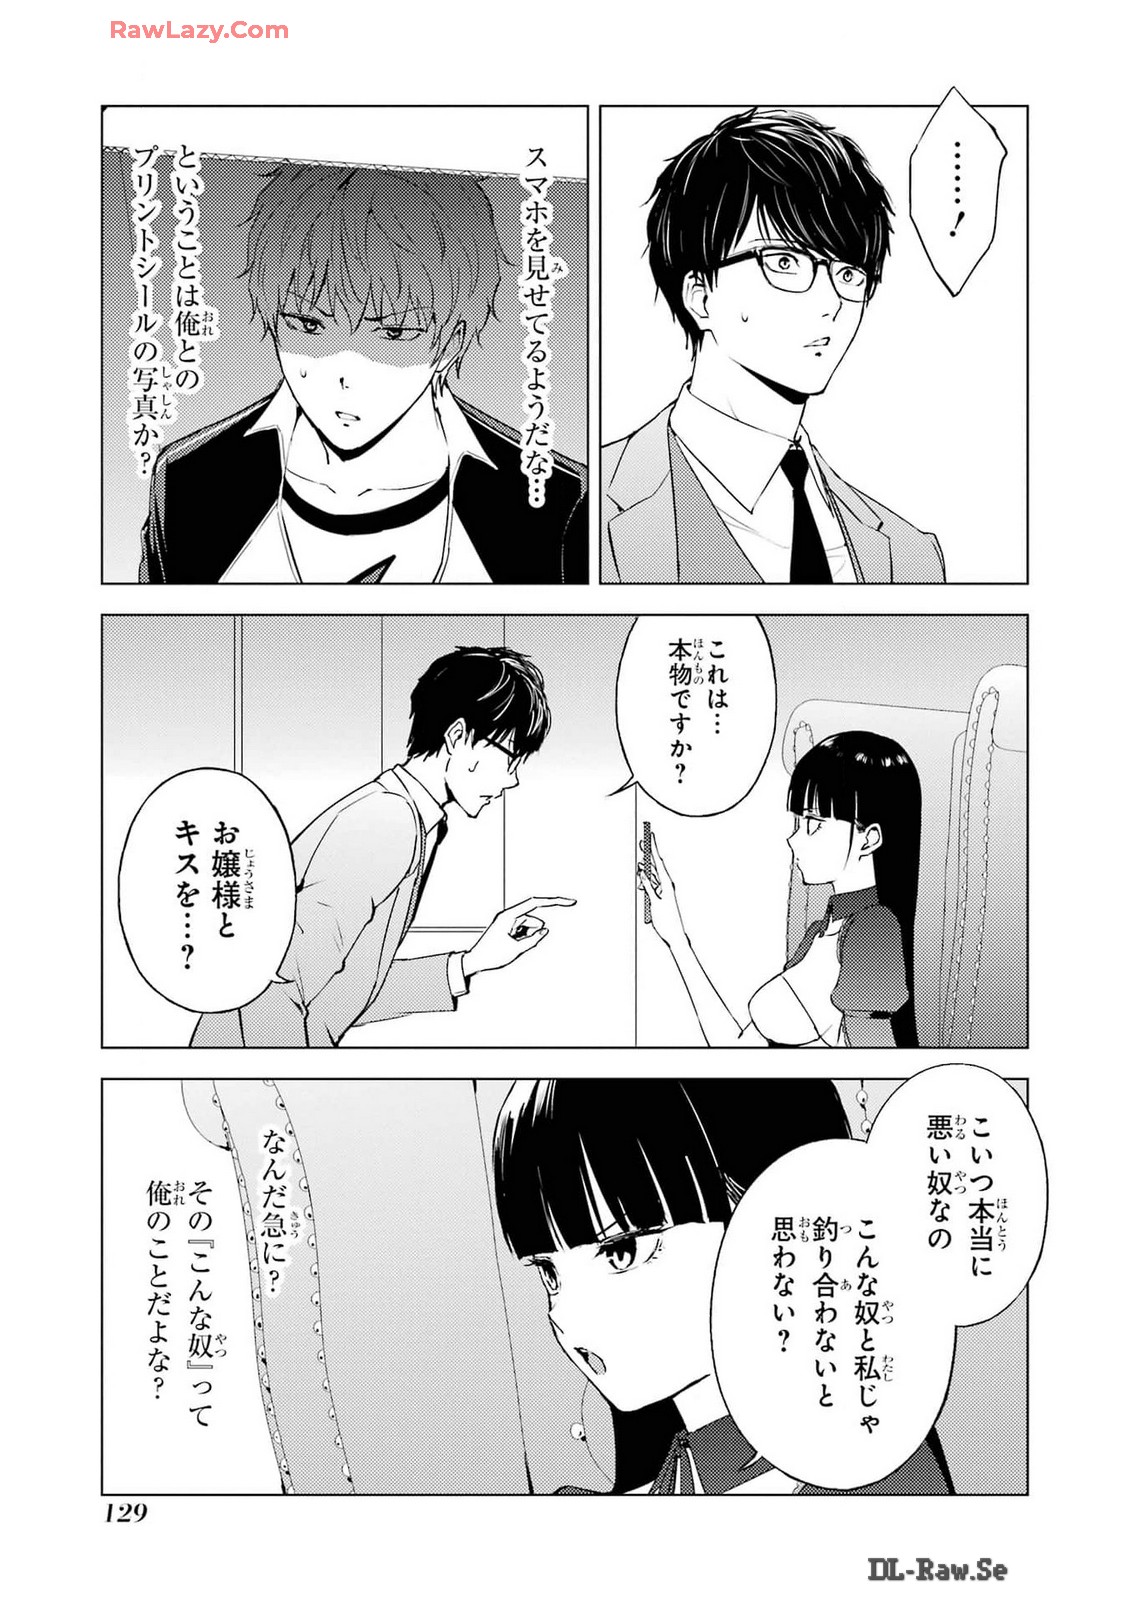 RawLazy.Com
……！
スマホを見せてるようだな…
ということは俺との
プリントシールの写真か？
これは…
本物ですか？
お嬢様と
キスを…？
こいつ本当に
悪い奴なの
こんな奴と私じゃ
釣り合わないと
思わない？
なんだ急に？
その『こんな奴』って
俺のことだよな？
129
DL-Raw.Se